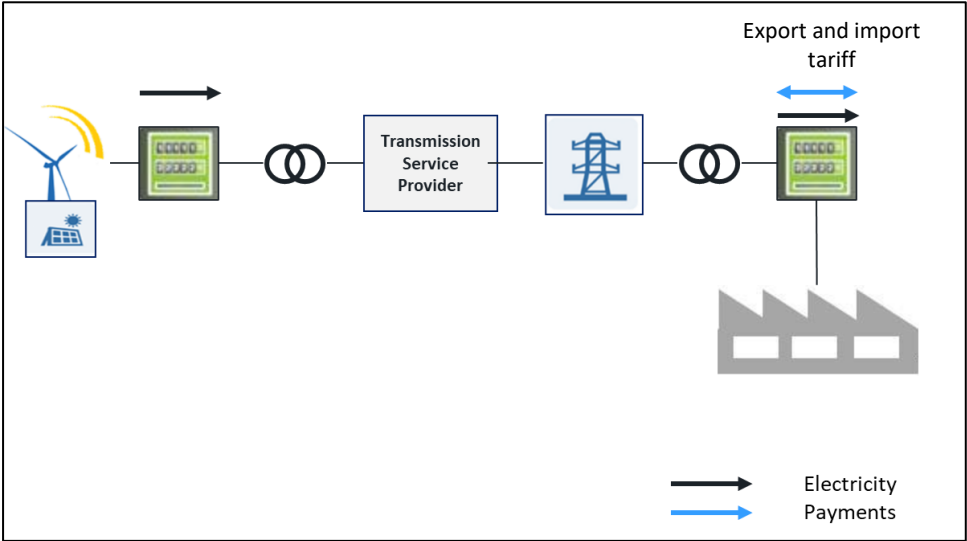 Export and import
tariff
Transmission
Service
Provider
Electricity
Payments